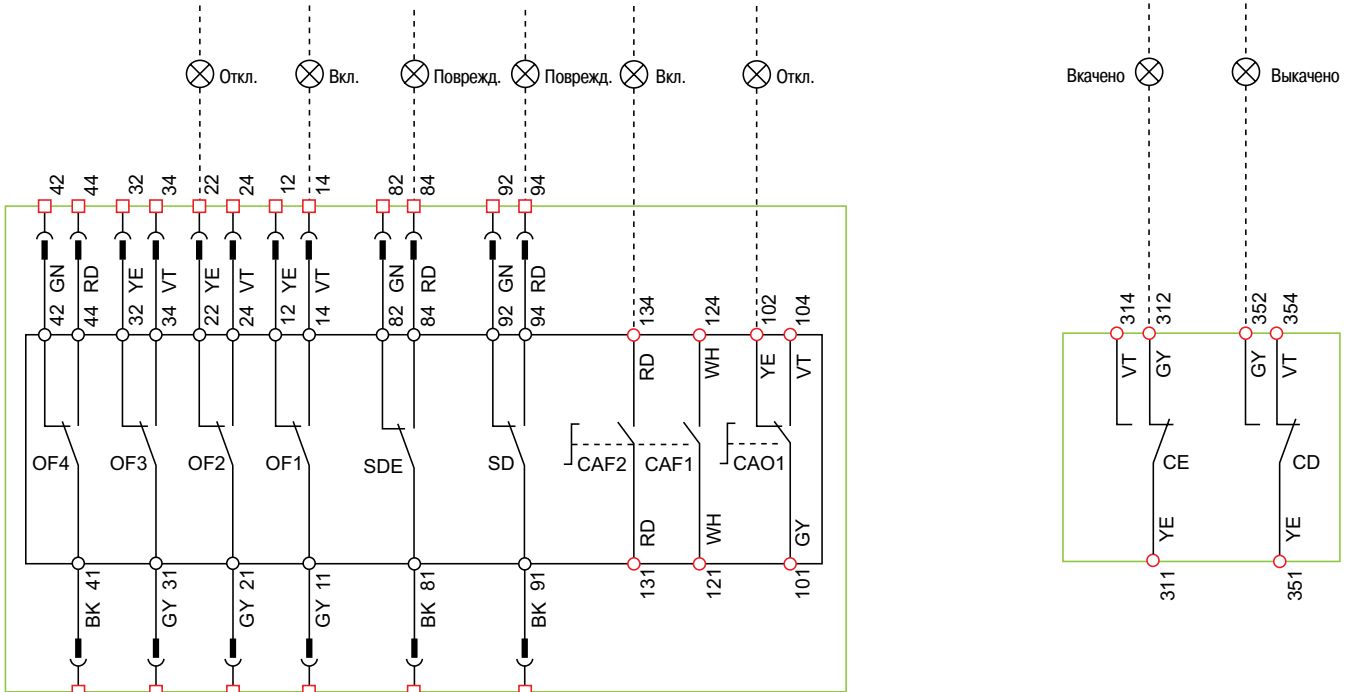 Откл. Вкл. Поврежд. Поврежд. Вкл. Откл. Вкачено Выкачено
42 44 32 34 22 24 12 14 82 84 92 94
GN RD YE VT YE VT YE VT GN RD GN RD
42 44 32 34 22 24 12 14 82 84 92 94 134 124 102 104 314 312 352 354
RD WH YE VT VT GY GY VT
OF4 OF3 OF2 OF1 SDE SD CAF2 CAF1 CAO1 CE CD
RD WH GY YE YE
41 31 21 11 81 91 131 121 101 311 351
BK GY GY GY BK BK